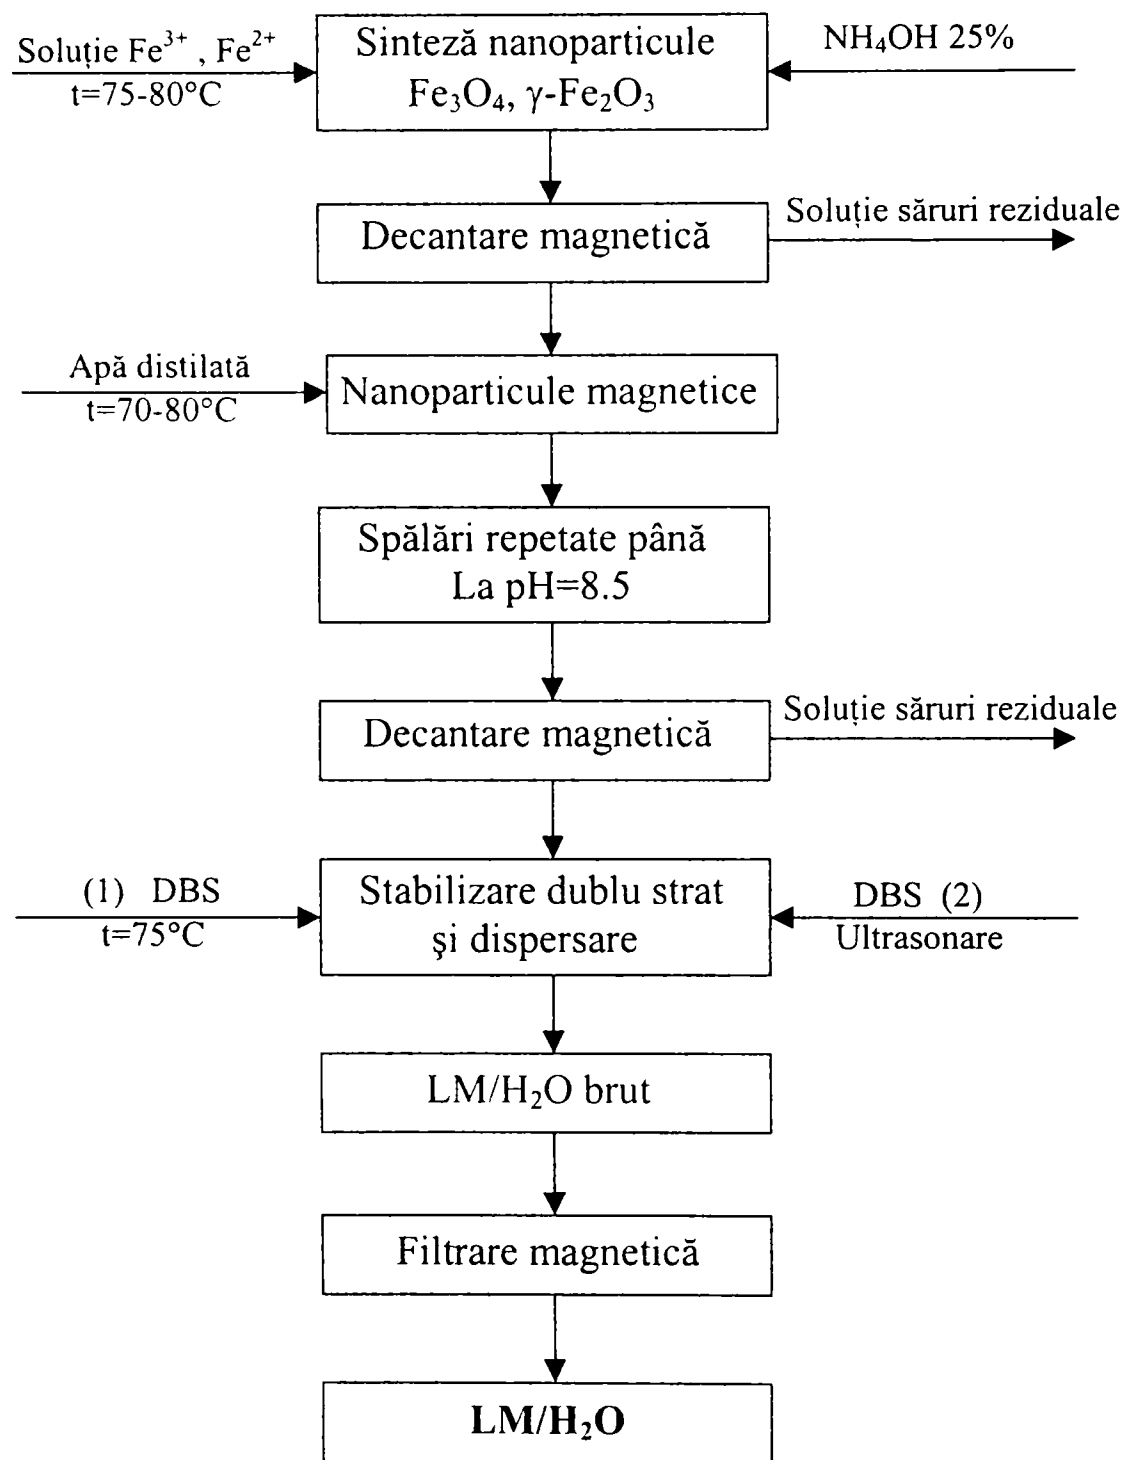 Soluție Fe³⁺ , Fe²⁺
t=75-80°C
Sinteză nanoparticule
Fe₃O₄, γ-Fe₂O₃
NH₄OH 25%
Decantare magnetică
Soluție săruri reziduale
Apă distilată
t=70-80°C
Nanoparticule magnetice
Spălări repetate până
La pH=8.5
Decantare magnetică
Soluție săruri reziduale
(1) DBS
t=75°C
Stabilizare dublu strat
și dispersare
DBS (2)
Ultrasonare
LM/H₂O brut
Filtrare magnetică
LM/H₂O